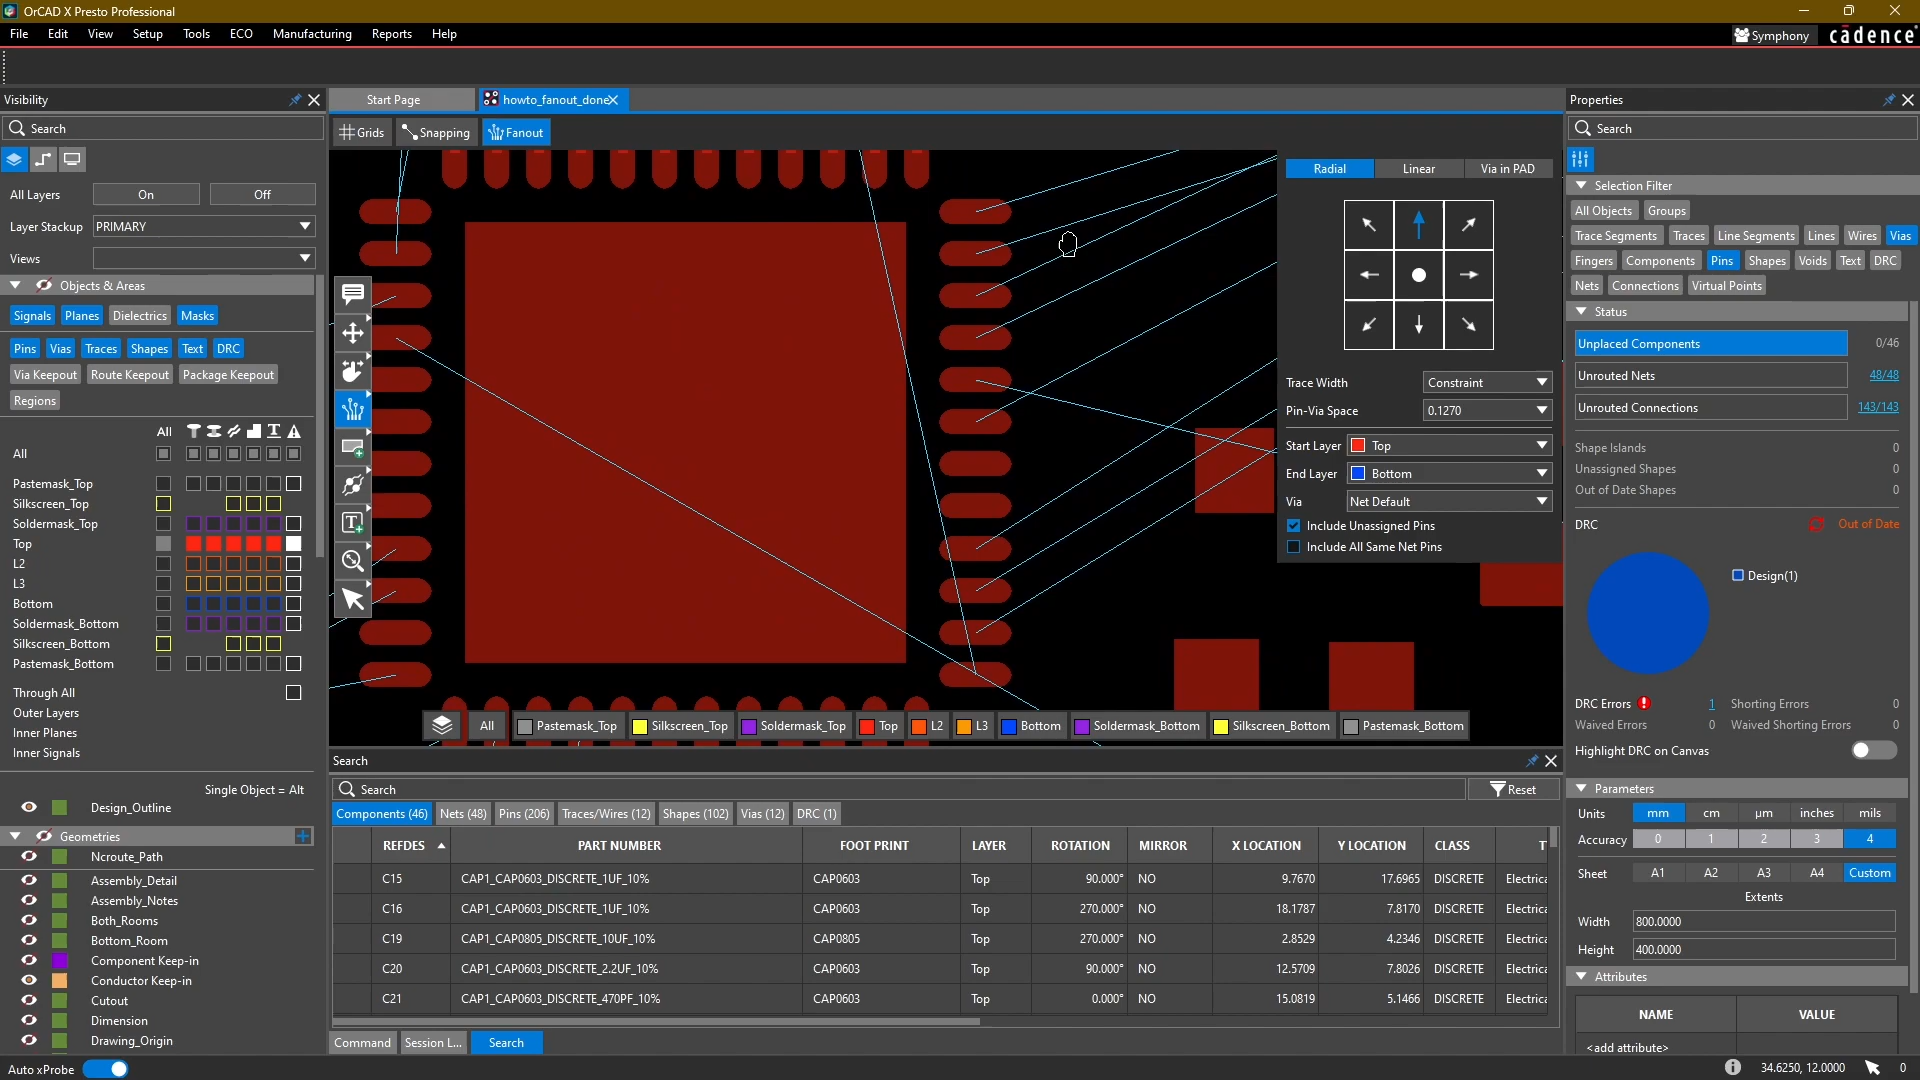 OrCAD X Presto Professional
File Edit View Setup Tools ECO Manufacturing Reports Help
Symphony cādence
Visibility
Search
All Layers On Off
Layer Stackup PRIMARY
Views
Objects & Areas
Signals Planes Dielectrics Masks
Pins Vias Traces Shapes Text DRC
Via Keepout Route Keepout Package Keepout
Regions
All
All
Pastemask_Top
Silkscreen_Top
Soldermask_Top
Top
L2
L3
Bottom
Soldermask_Bottom
Silkscreen_Bottom
Pastemask_Bottom
Through All
Outer Layers
Inner Planes
Inner Signals
Single Object = Alt
Design_Outline
Geometries
Ncroute_Path
Assembly_Detail
Assembly_Notes
Both_Rooms
Bottom_Room
Component Keep-in
Conductor Keep-in
Cutout
Dimension
Drawing_Origin
Auto xProbe
Start Page howto_fanout_done
Grids Snapping Fanout
Radial Linear Via in PAD
Trace Width Constraint
Pin-Via Space 0.1270
Start Layer Top
End Layer Bottom
Via Net Default
Include Unassigned Pins
Include All Same Net Pins
All Pastemask_Top Silkscreen_Top Soldermask_Top Top L2 L3 Bottom Soldermask_Bottom Silkscreen_Bottom Pastemask_Bottom
Search
Search Reset
Components (46) Nets (48) Pins (206) Traces/Wires (12) Shapes (102) Vias (12) DRC (1)
REFDES PART NUMBER FOOT PRINT LAYER ROTATION MIRROR X LOCATION Y LOCATION CLASS T
C15 CAP1_CAP0603_DISCRETE_1UF_10% CAP0603 Top 90.000° NO 9.7670 17.6965 DISCRETE Electrica
C16 CAP1_CAP0603_DISCRETE_1UF_10% CAP0603 Top 270.000° NO 18.1787 7.8170 DISCRETE Electrica
C19 CAP1_CAP0805_DISCRETE_10UF_10% CAP0805 Top 270.000° NO 2.8529 4.2346 DISCRETE Electrica
C20 CAP1_CAP0603_DISCRETE_2.2UF_10% CAP0603 Top 90.000° NO 12.5709 7.8026 DISCRETE Electrica
C21 CAP1_CAP0603_DISCRETE_470PF_10% CAP0603 Top 0.000° NO 15.0819 5.1466 DISCRETE Electrica
Command Session L... Search
Properties
Search
Selection Filter
All Objects Groups
Trace Segments Traces Line Segments Lines Wires Vias
Fingers Components Pins Shapes Voids Text DRC
Nets Connections Virtual Points
Status
Unplaced Components 0/46
Unrouted Nets 48/48
Unrouted Connections 143/143
Shape Islands 0
Unassigned Shapes 0
Out of Date Shapes 0
DRC Out of Date
Design(1)
DRC Errors 1 Shorting Errors 0
Waived Errors 0 Waived Shorting Errors 0
Highlight DRC on Canvas
Parameters
Units mm cm µm inches mils
Accuracy 0 1 2 3 4
Sheet A1 A2 A3 A4 Custom
Extents
Width 800.0000
Height 400.0000
Attributes
NAME VALUE
<add attribute>
34.6250, 12.0000 0